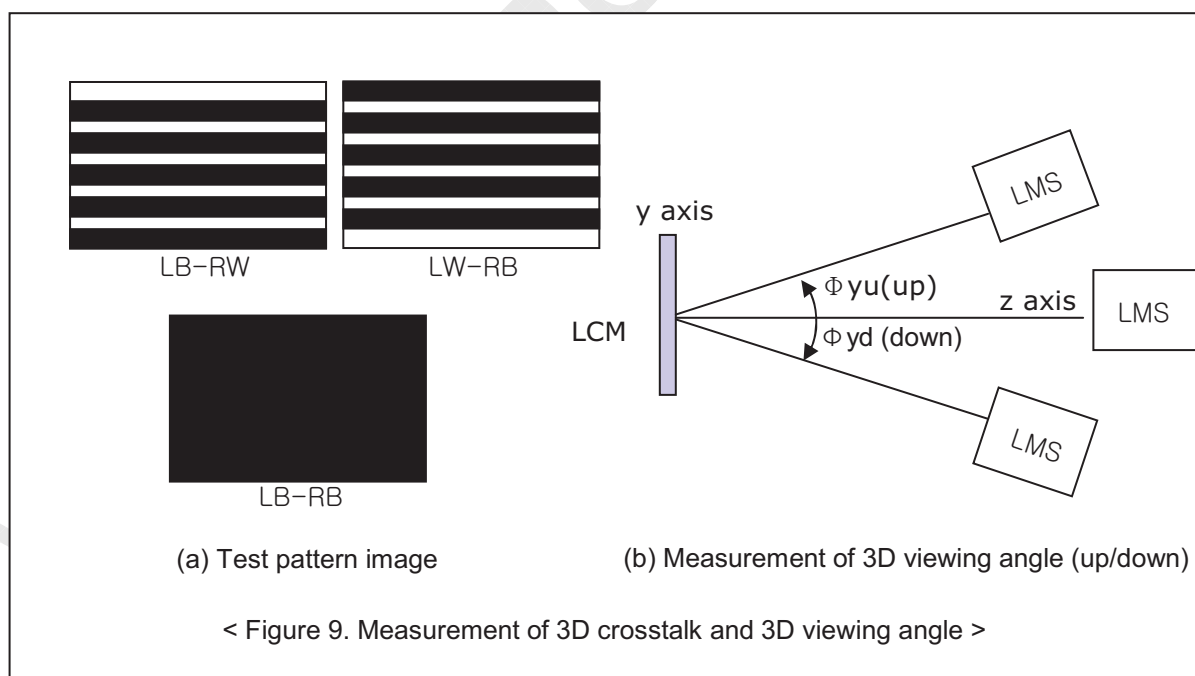 LB-RW
LW-RB
LB-RB
(a) Test pattern image
y axis
LCM
Φ yu(up)
z axis
Φ yd (down)
LMS
LMS
LMS
(b) Measurement of 3D viewing angle (up/down)
< Figure 9. Measurement of 3D crosstalk and 3D viewing angle >